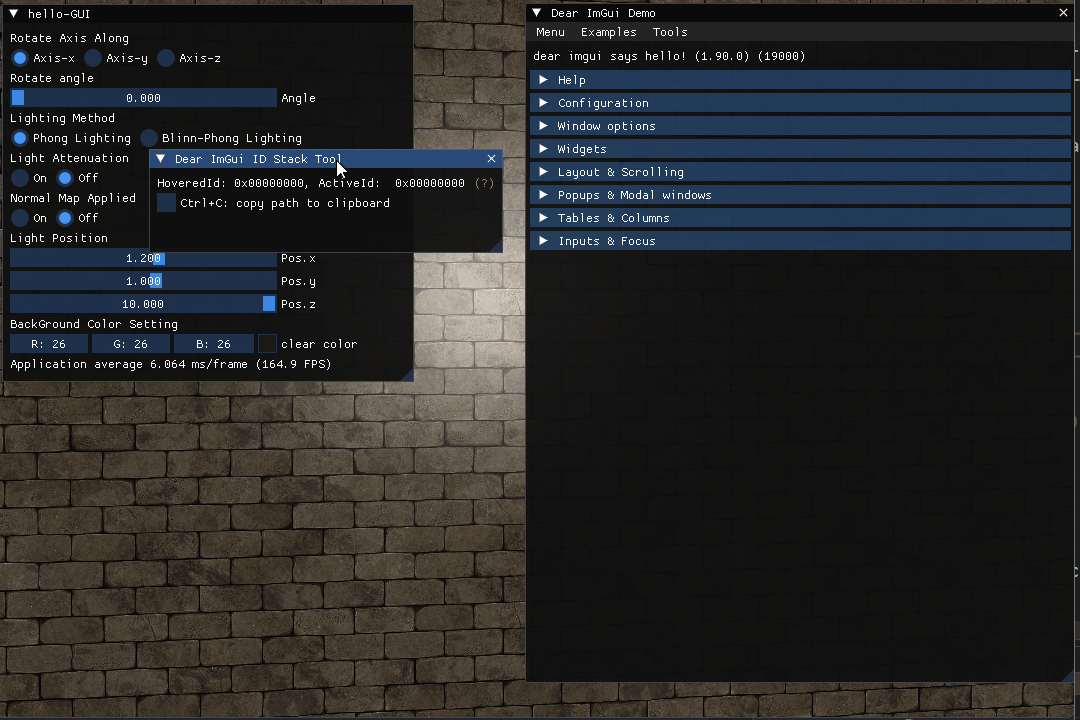 hello-GUI
Rotate Axis Along
Axis-x Axis-y Axis-z
Rotate angle
0.000 Angle
Lighting Method
Phong Lighting Blinn-Phong Lighting
Light Attenuation
On Off
Normal Map Applied
On Off
Light Position
1.200 Pos.x
1.000 Pos.y
10.000 Pos.z
BackGround Color Setting
R: 26 G: 26 B: 26 clear color
Application average 6.064 ms/frame (164.9 FPS)
Dear ImGui ID Stack Tool
HoveredId: 0x00000000, ActiveId: 0x00000000 (?)
Ctrl+C: copy path to clipboard
Dear ImGui Demo
Menu Examples Tools
dear imgui says hello! (1.90.0) (19000)
Help
Configuration
Window options
Widgets
Layout & Scrolling
Popups & Modal windows
Tables & Columns
Inputs & Focus